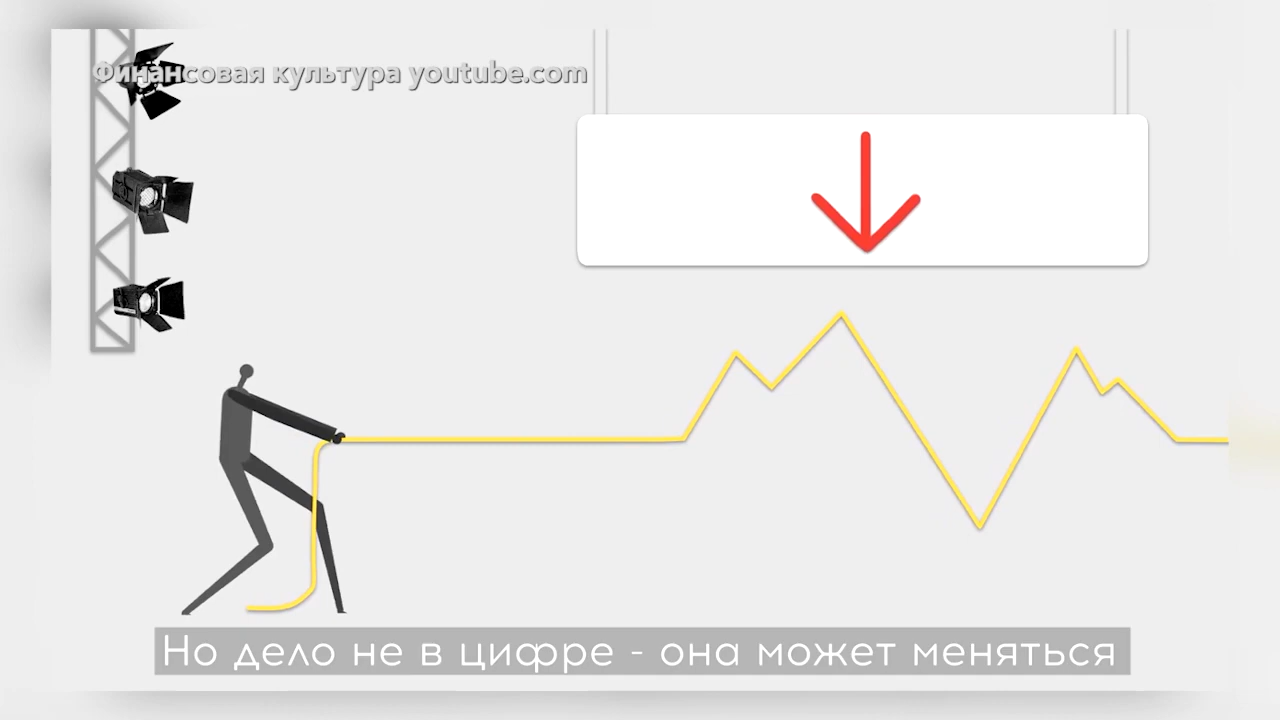 Финансовая культура youtube.com
Но дело не в цифре - она может меняться